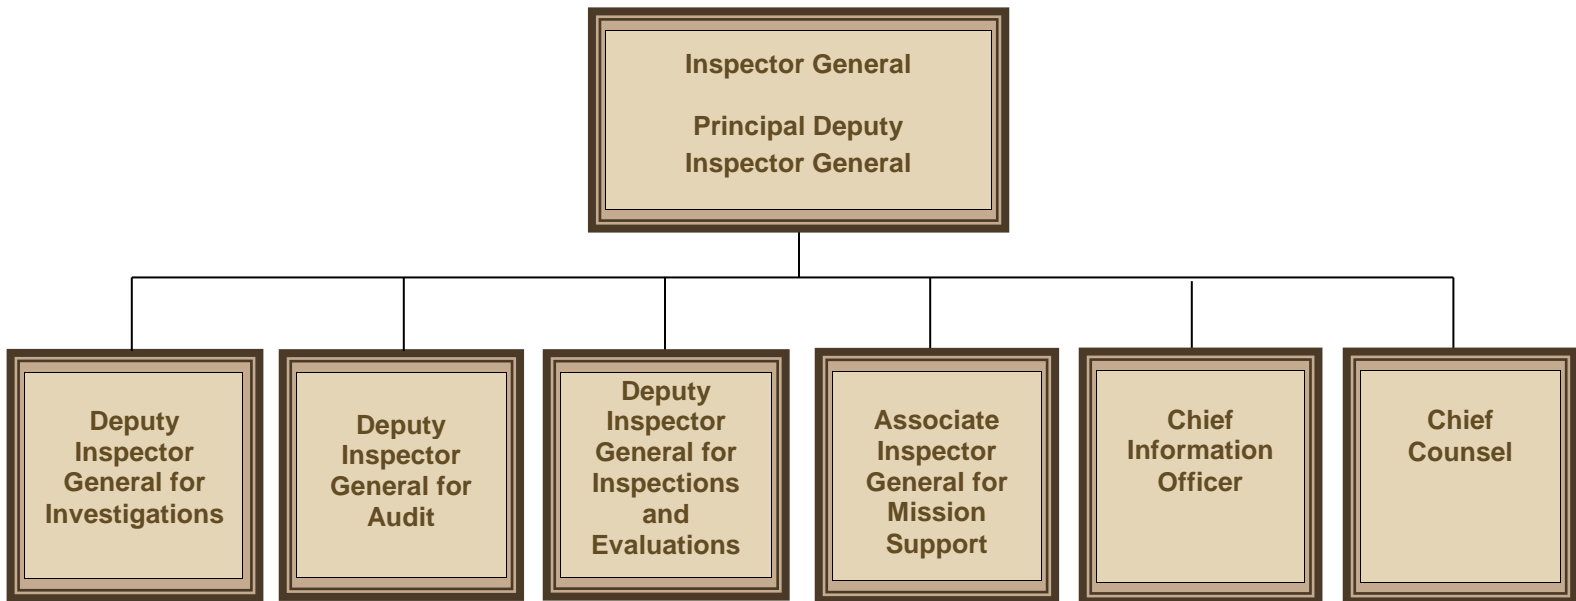 Inspector General
Principal Deputy
Inspector General
Deputy
Inspector
General for
Investigations
Deputy
Inspector
General for
Audit
Deputy
Inspector
General for
Inspections
and
Evaluations
Associate
Inspector
General for
Mission
Support
Chief
Information
Officer
Chief
Counsel